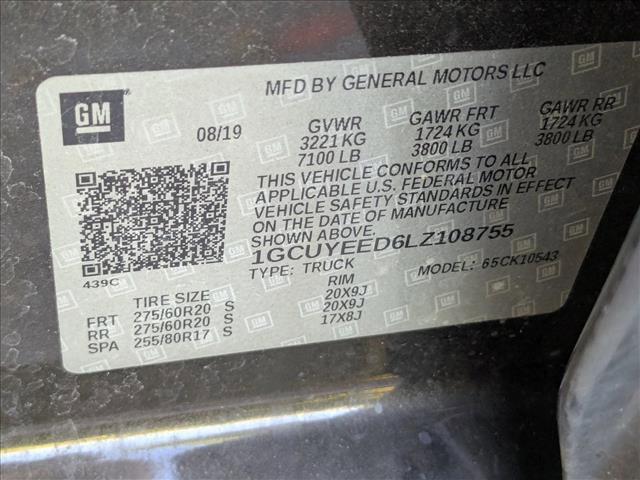 GM
MFD BY GENERAL MOTORS LLC
08/19
GVWR GAWR FRT GAWR RR
3221 KG 1724 KG 1724 KG
7100 LB 3800 LB 3800 LB
THIS VEHICLE CONFORMS TO ALL
APPLICABLE U.S. FEDERAL MOTOR
VEHICLE SAFETY STANDARDS IN EFFECT
ON THE DATE OF MANUFACTURE
SHOWN ABOVE.
1GCUYEED6LZ108755
439C
TYPE: TRUCK MODEL: 65CK10543
TIRE SIZE RIM
FRT 275/60R20 S 20X9J
RR 275/60R20 S 20X9J
SPA 255/80R17 S 17X8J